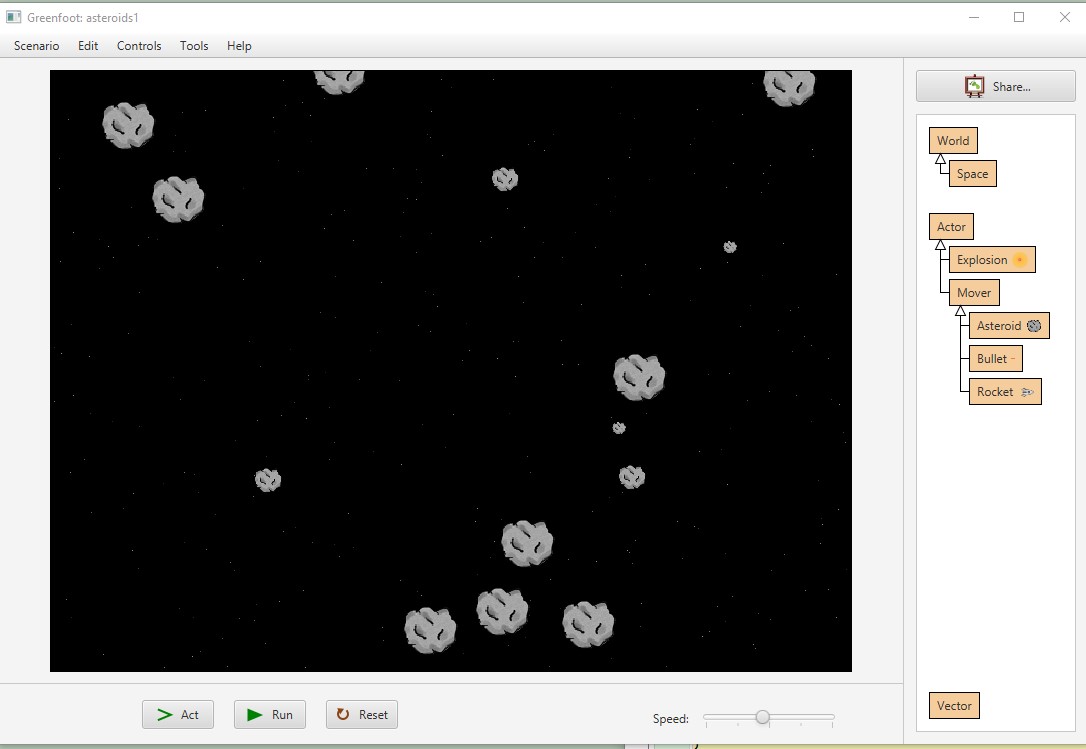 Greenfoot: asteroids1
Scenario Edit Controls Tools Help
Share...
World
Space
Actor
Explosion
Mover
Asteroid
Bullet
Rocket
Vector
Act Run Reset Speed: